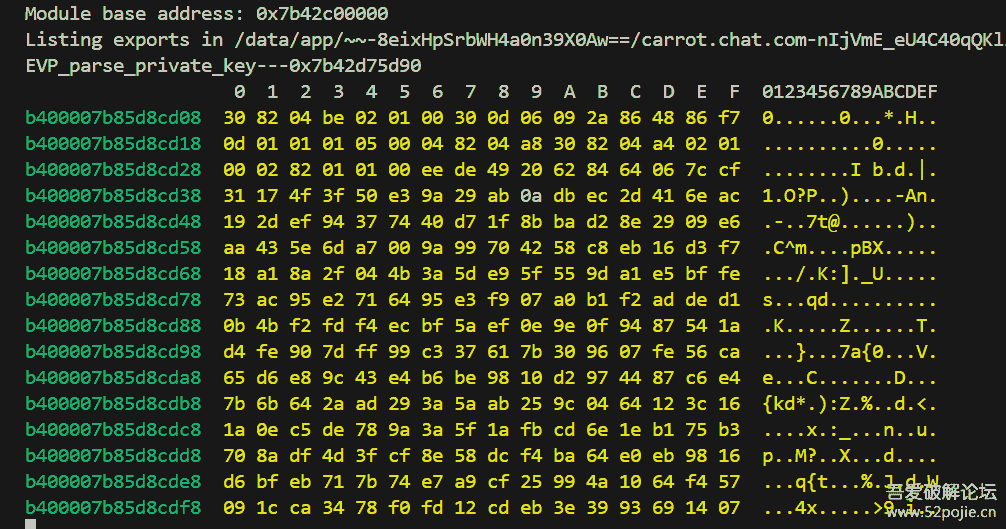 Module base address: 0x7b42c00000
Listing exports in /data/app/~~-8eixHpSrbWH4a0n39X0Aw==/carrot.chat.com-nIjVmE_eU4C40qQKl
EVP_parse_private_key---0x7b42d75d90
0 1 2 3 4 5 6 7 8 9 A B C D E F 0123456789ABCDEF
b400007b85d8cd08 30 82 04 be 02 01 00 30 0d 06 09 2a 86 48 86 f7 0......0...*.H..
b400007b85d8cd18 0d 01 01 01 05 00 04 82 04 a8 30 82 04 a4 02 01 ..........0.....
b400007b85d8cd28 00 02 82 01 01 00 ee de 49 20 62 84 64 06 7c cf ........I b.d.|.
b400007b85d8cd38 31 17 4f 3f 50 e3 9a 29 ab 0a db ec 2d 41 6e ac 1.O?P..)....-An.
b400007b85d8cd48 19 2d ef 94 37 74 40 d7 1f 8b ba d2 8e 29 09 e6 .-..7t@......)..
b400007b85d8cd58 aa 43 5e 6d a7 00 9a 99 70 42 58 c8 eb 16 d3 f7 .C^m....pBX.....
b400007b85d8cd68 18 a1 8a 2f 04 4b 3a 5d e9 5f 55 9d a1 e5 bf fe .../.K:]._U.....
b400007b85d8cd78 73 ac 95 e2 71 64 95 e3 f9 07 a0 b1 f2 ad de d1 s...qd..........
b400007b85d8cd88 0b 4b f2 fd f4 ec bf 5a ef 0e 9e 0f 94 87 54 1a .K.....Z......T.
b400007b85d8cd98 d4 fe 90 7d ff 99 c3 37 61 7b 30 96 07 fe 56 ca ...}...7a{0...V.
b400007b85d8cda8 65 d6 e8 9c 43 e4 b6 be 98 10 d2 97 44 87 c6 e4 e...C.......D...
b400007b85d8cdb8 7b 6b 64 2a ad 29 3a 5a ab 25 9c 04 64 12 3c 16 {kd*.):Z.%..d.<.
b400007b85d8cdc8 1a 0e c5 de 78 9a 3a 5f 1a fb cd 6e 1e b1 75 b3 ....x.:_...n..u.
b400007b85d8cdd8 70 8a df 4d 3f cf 8e 58 dc f4 ba 64 e0 eb 98 16 p..M?..X...d....
b400007b85d8cde8 d6 bf eb 71 7b 74 e7 a9 cf 25 99 4a 10 64 f4 57 ...q{t...%.J.d.W
b400007b85d8cdf8 09 1c ca 34 78 f0 fd 12 cd eb 3e 39 93 69 14 07 ...4x.....>9.i..
吾爱破解论坛
www.52pojie.cn